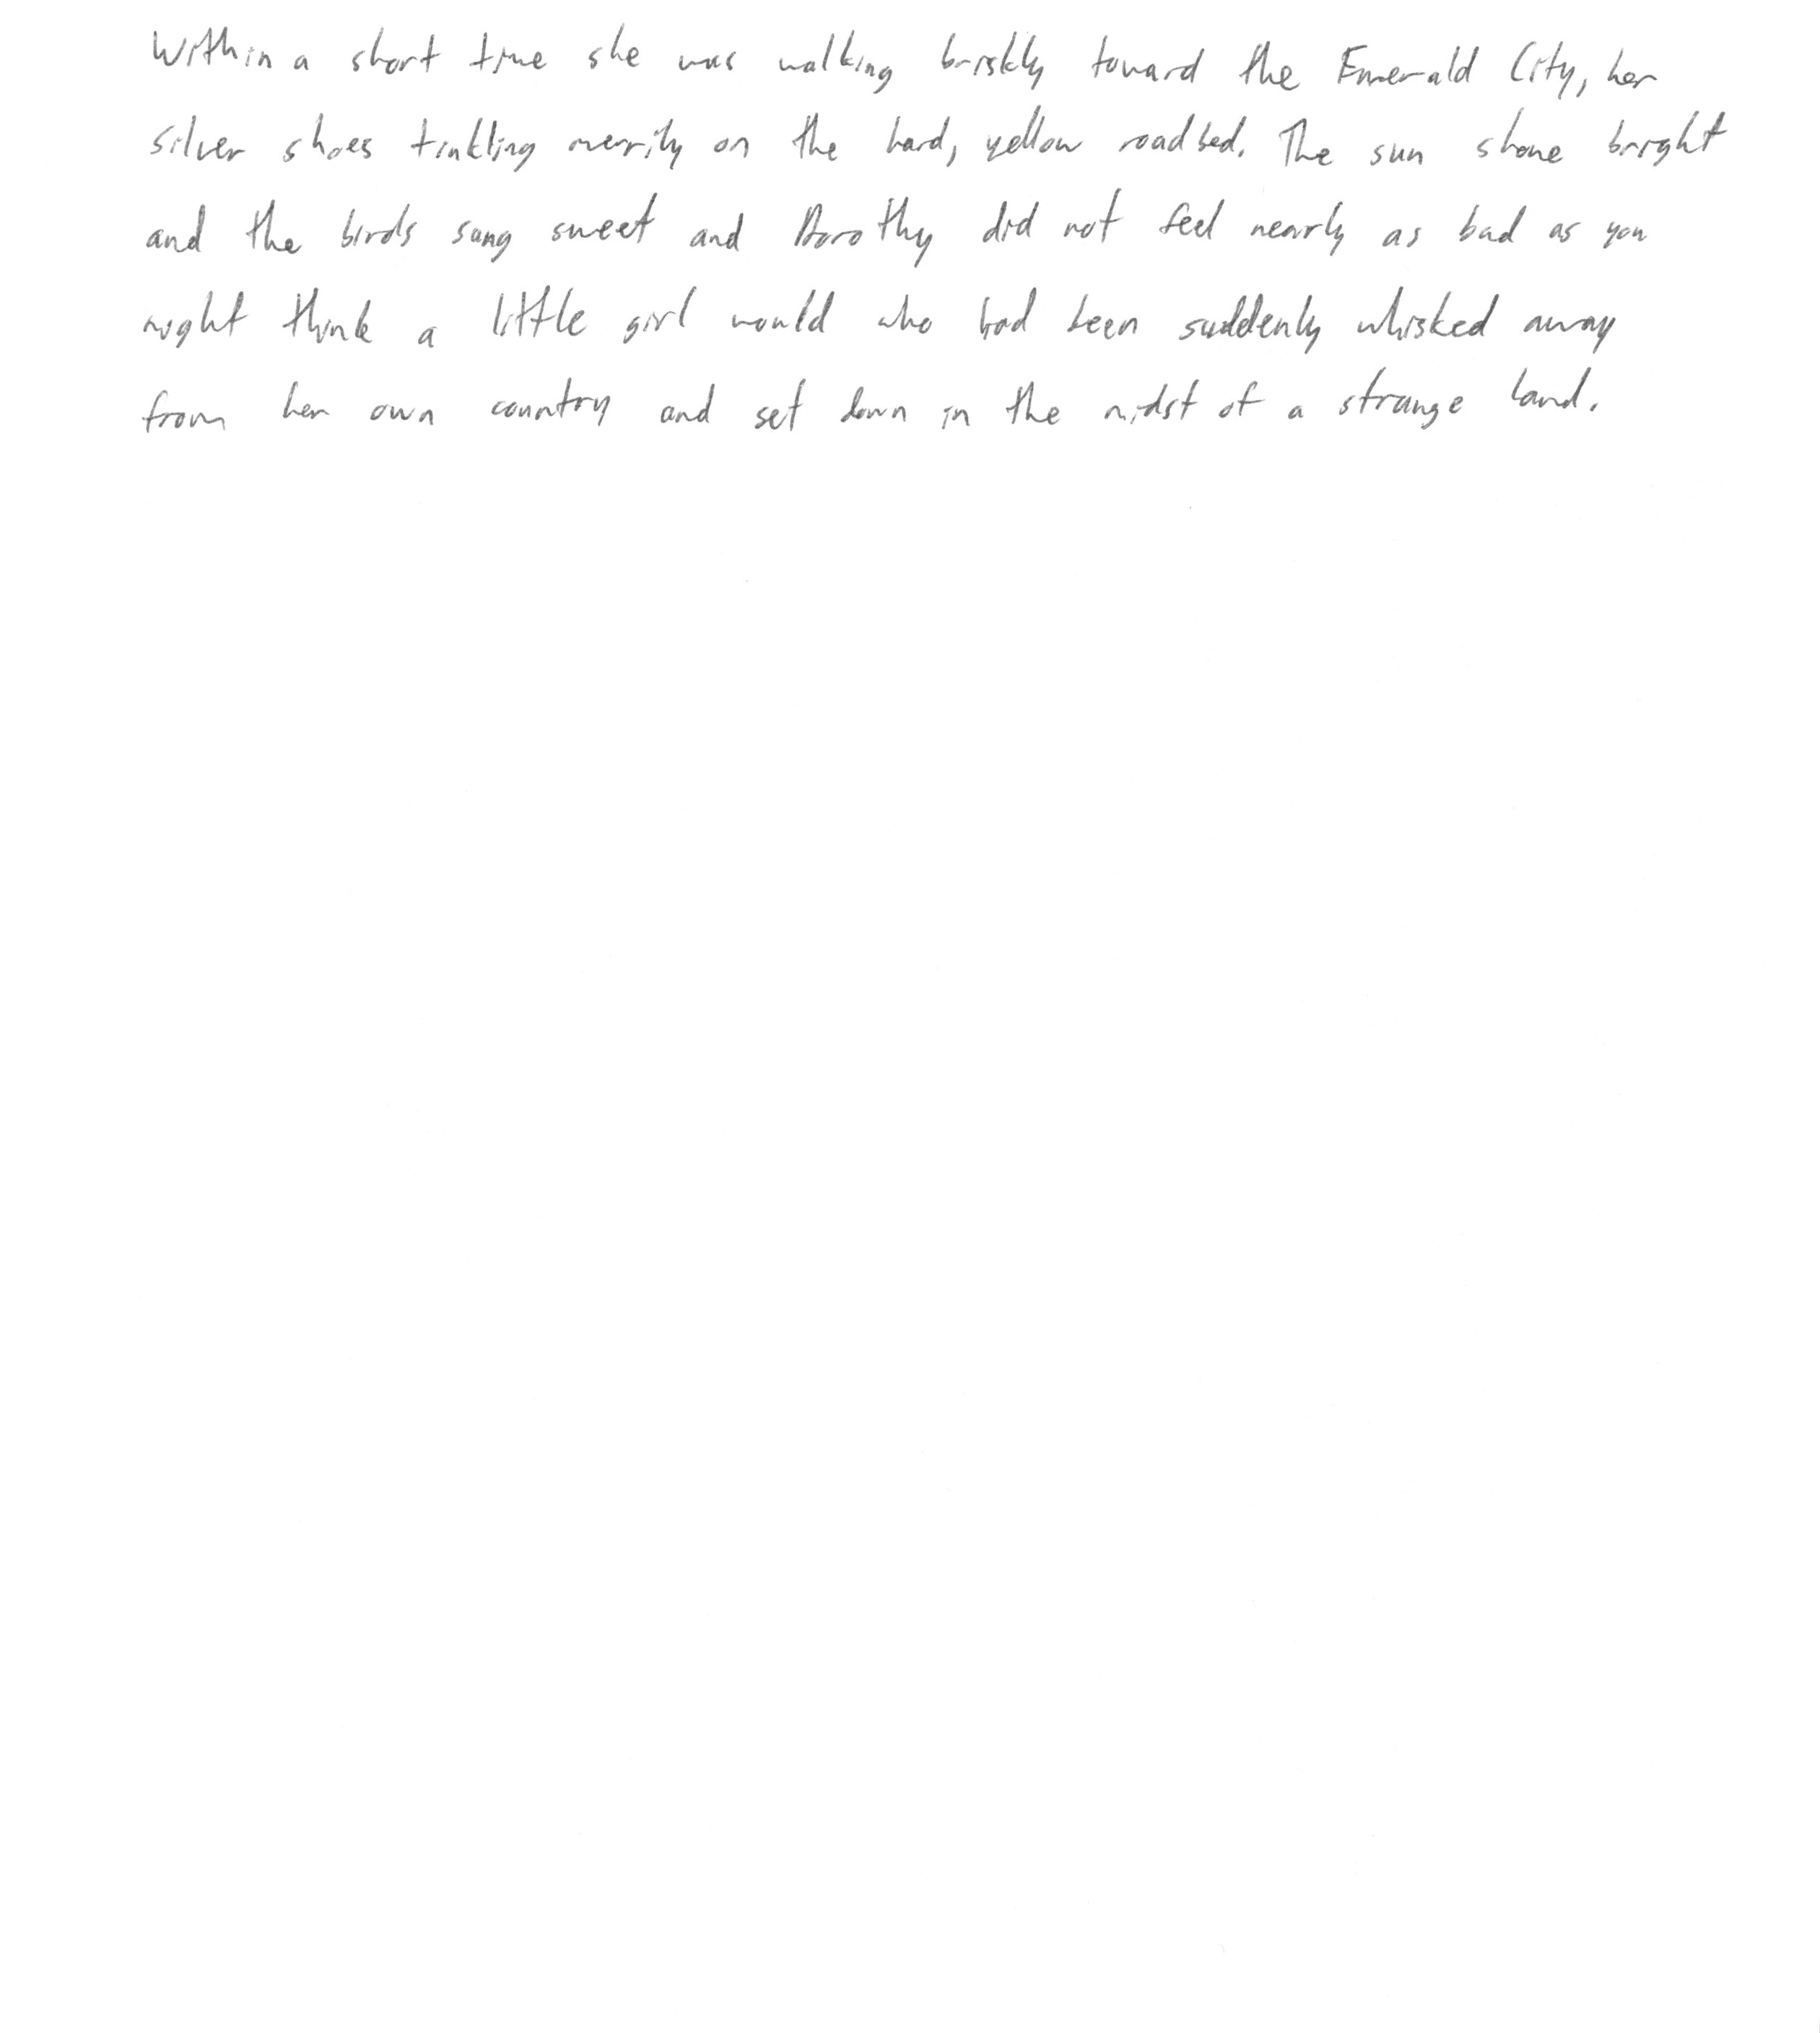 Within a short time she was walking briskly toward the Emerald City, her
silver shoes tinkling merrily on the hard, yellow roadbed. The sun shone bright
and the birds sang sweet and Dorothy did not feel nearly as bad as you
might think a little girl would who had been suddenly whisked away
from her own country and set down in the midst of a strange land.